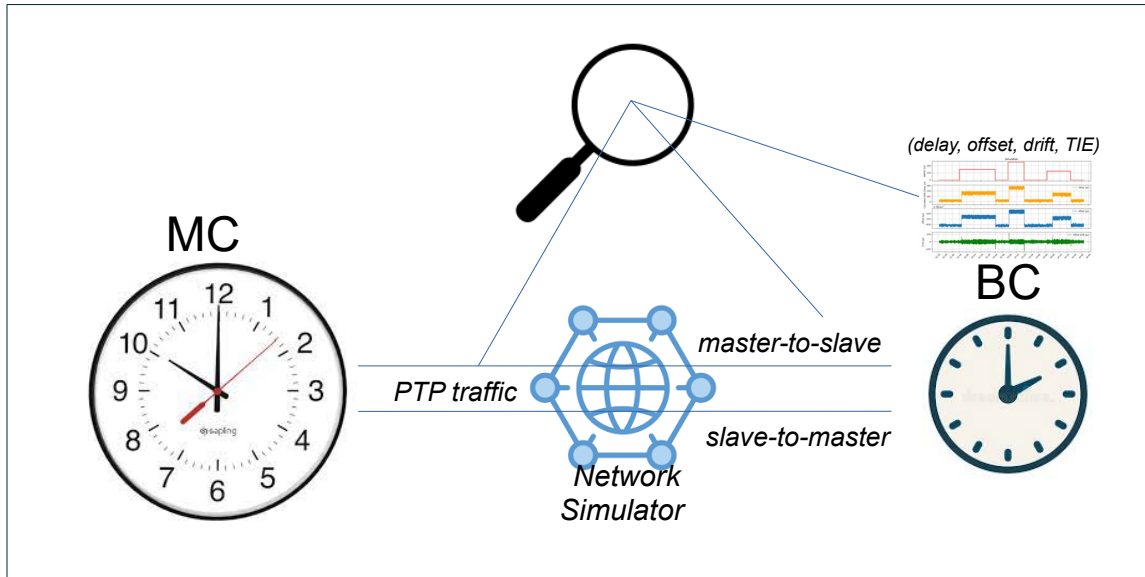 (delay, offset, drift, TIE)
MC
BC
12
11
1
10
2
9
3
8
4
7
5
6
sapling
master-to-slave
PTP traffic
slave-to-master
Network
Simulator